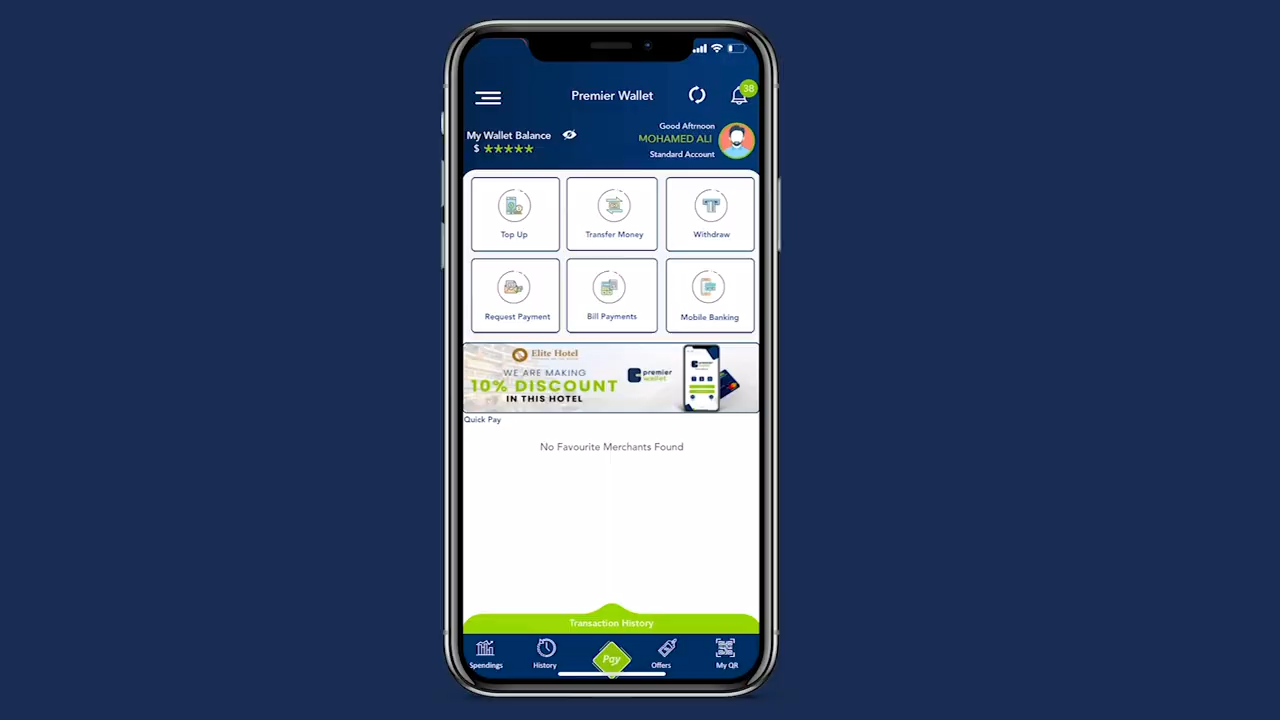 Premier Wallet
38
My Wallet Balance
$ *****
Good Aftrnoon
MOHAMED ALI
Standard Account
Top Up
Transfer Money
Withdraw
Request Payment
Bill Payments
Mobile Banking
Elite Hotel
WE ARE MAKING
10% DISCOUNT
IN THIS HOTEL
premier
wallet
Quick Pay
No Favourite Merchants Found
Transaction History
Spendings
History
Pay
Offers
My QR